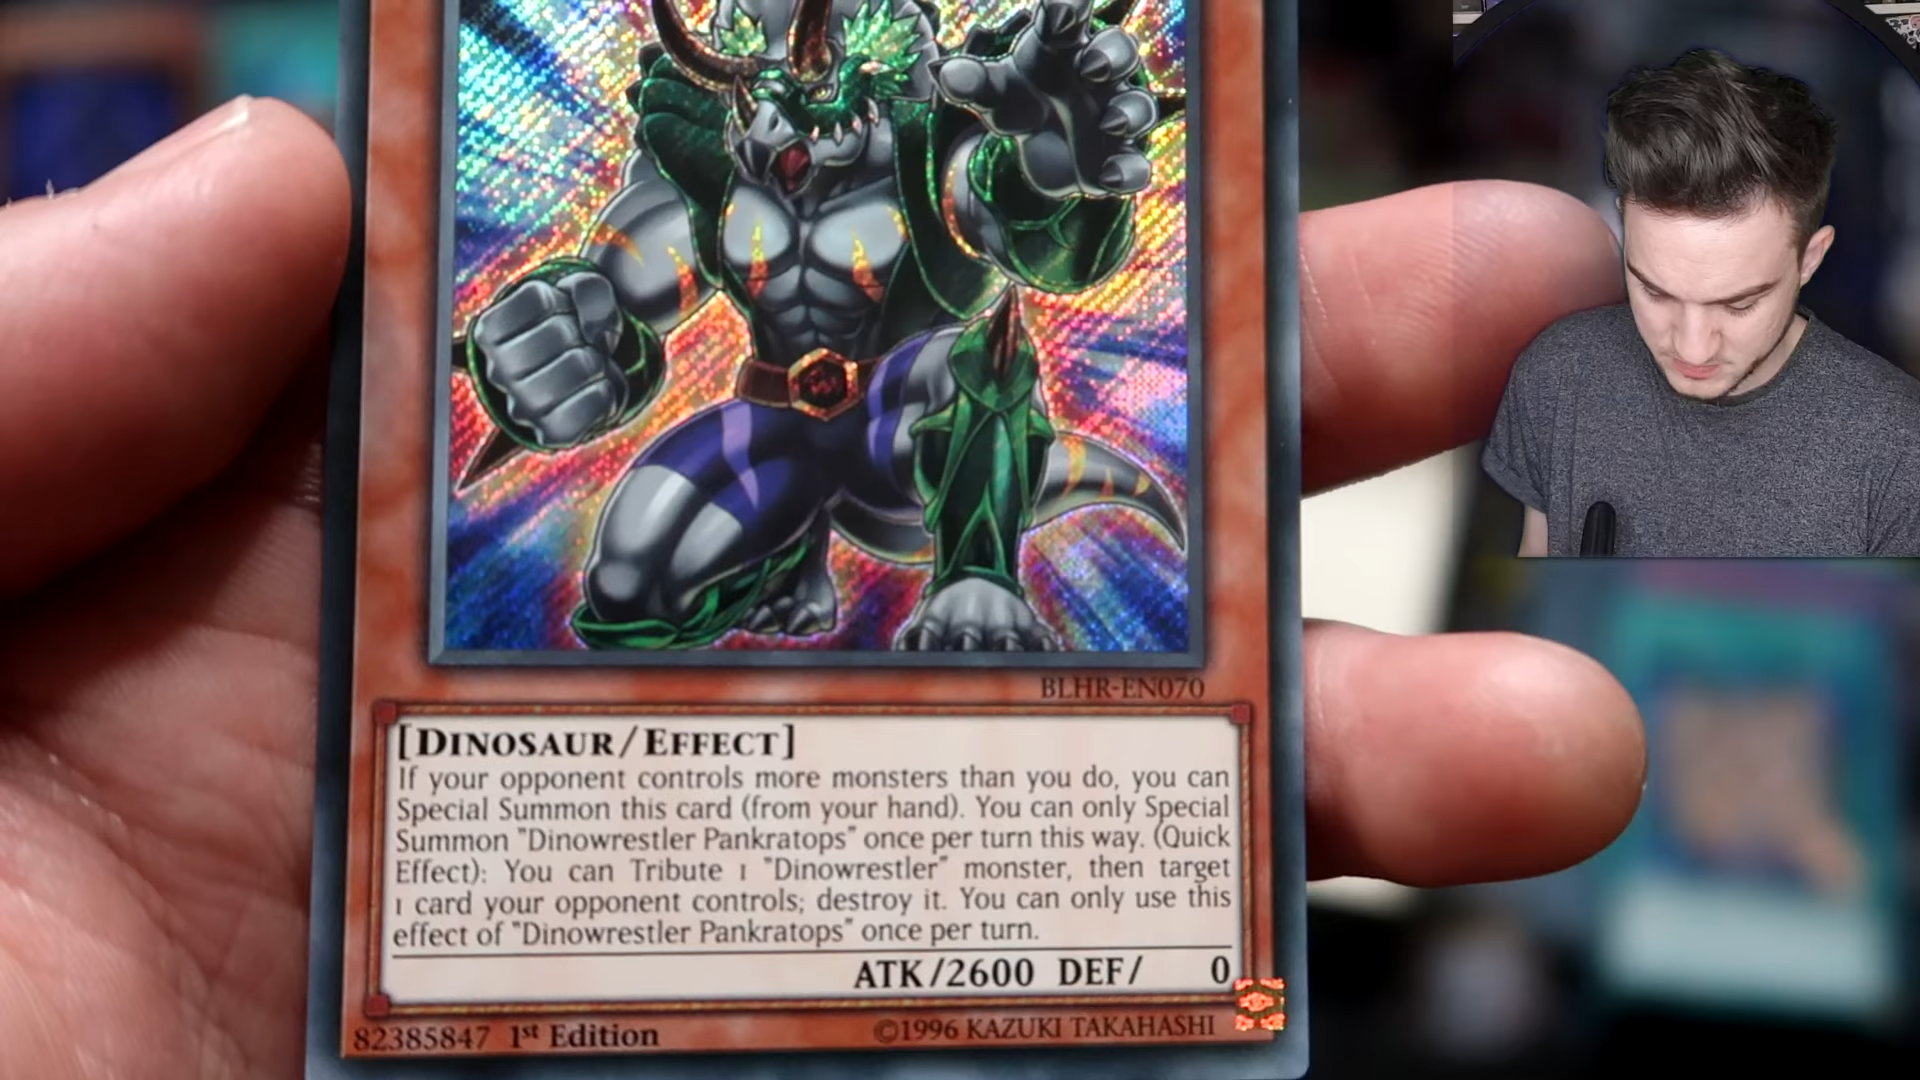 BLHR-EN070
[DINOSAUR/EFFECT]
If your opponent controls more monsters than you do, you can
Special Summon this card (from your hand). You can only Special
Summon "Dinowrestler Pankratops" once per turn this way. (Quick
Effect): You can Tribute 1 "Dinowrestler" monster, then target
1 card your opponent controls; destroy it. You can only use this
effect of "Dinowrestler Pankratops" once per turn.
ATK/2600 DEF/ 0
82385847 1st Edition ©1996 KAZUKI TAKAHASHI